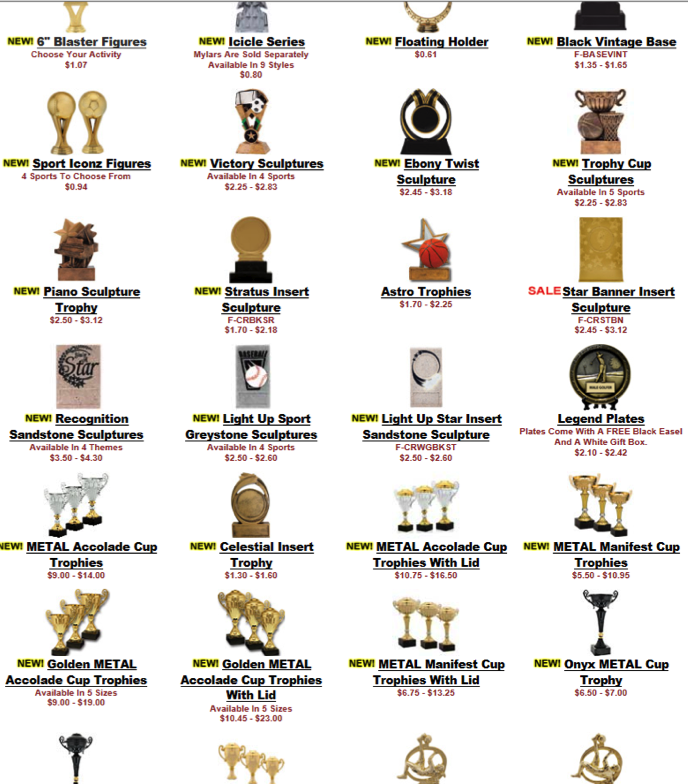 NEW! 6" Blaster Figures
Choose Your Activity
$1.07
NEW! Icicle Series
Mylars Are Sold Separately
Available In 9 Styles
$0.80
NEW! Floating Holder
$0.61
NEW! Black Vintage Base
F-BASEVINT
$1.35 - $1.65
NEW! Sport Iconz Figures
4 Sports To Choose From
$0.94
NEW! Victory Sculptures
Available In 4 Sports
$2.25 - $2.83
NEW! Ebony Twist
Sculpture
$2.45 - $3.18
NEW! Trophy Cup
Sculptures
Available In 5 Sports
$2.25 - $2.83
NEW! Piano Sculpture
Trophy
$2.50 - $3.12
NEW! Stratus Insert
Sculpture
F-CRBKSR
$1.70 - $2.18
Astro Trophies
$1.70 - $2.25
SALE Star Banner Insert
Sculpture
F-CRSTBN
$2.45 - $3.12
Star
NEW! Recognition
Sandstone Sculptures
Available In 4 Themes
$3.50 - $4.30
BASEBALL
NEW! Light Up Sport
Greystone Sculptures
Available In 4 Sports
$2.50 - $2.60
NEW! Light Up Star Insert
Sandstone Sculpture
F-CRWGBKST
$2.50 - $2.60
Legend Plates
Plates Come With A FREE Black Easel
And A White Gift Box.
$2.10 - $2.42
NEW! METAL Accolade Cup
Trophies
$9.00 - $14.00
NEW! Celestial Insert
Trophy
$1.30 - $1.60
NEW! METAL Accolade Cup
Trophies With Lid
$10.75 - $16.50
NEW! METAL Manifest Cup
Trophies
$5.50 - $10.95
NEW! Golden METAL
Accolade Cup Trophies
Available In 5 Sizes
$9.00 - $19.00
NEW! Golden METAL
Accolade Cup Trophies
With Lid
Available In 5 Sizes
$10.45 - $23.00
NEW! METAL Manifest Cup
Trophies With Lid
$6.75 - $13.25
NEW! Onyx METAL Cup
Trophy
$6.50 - $7.00